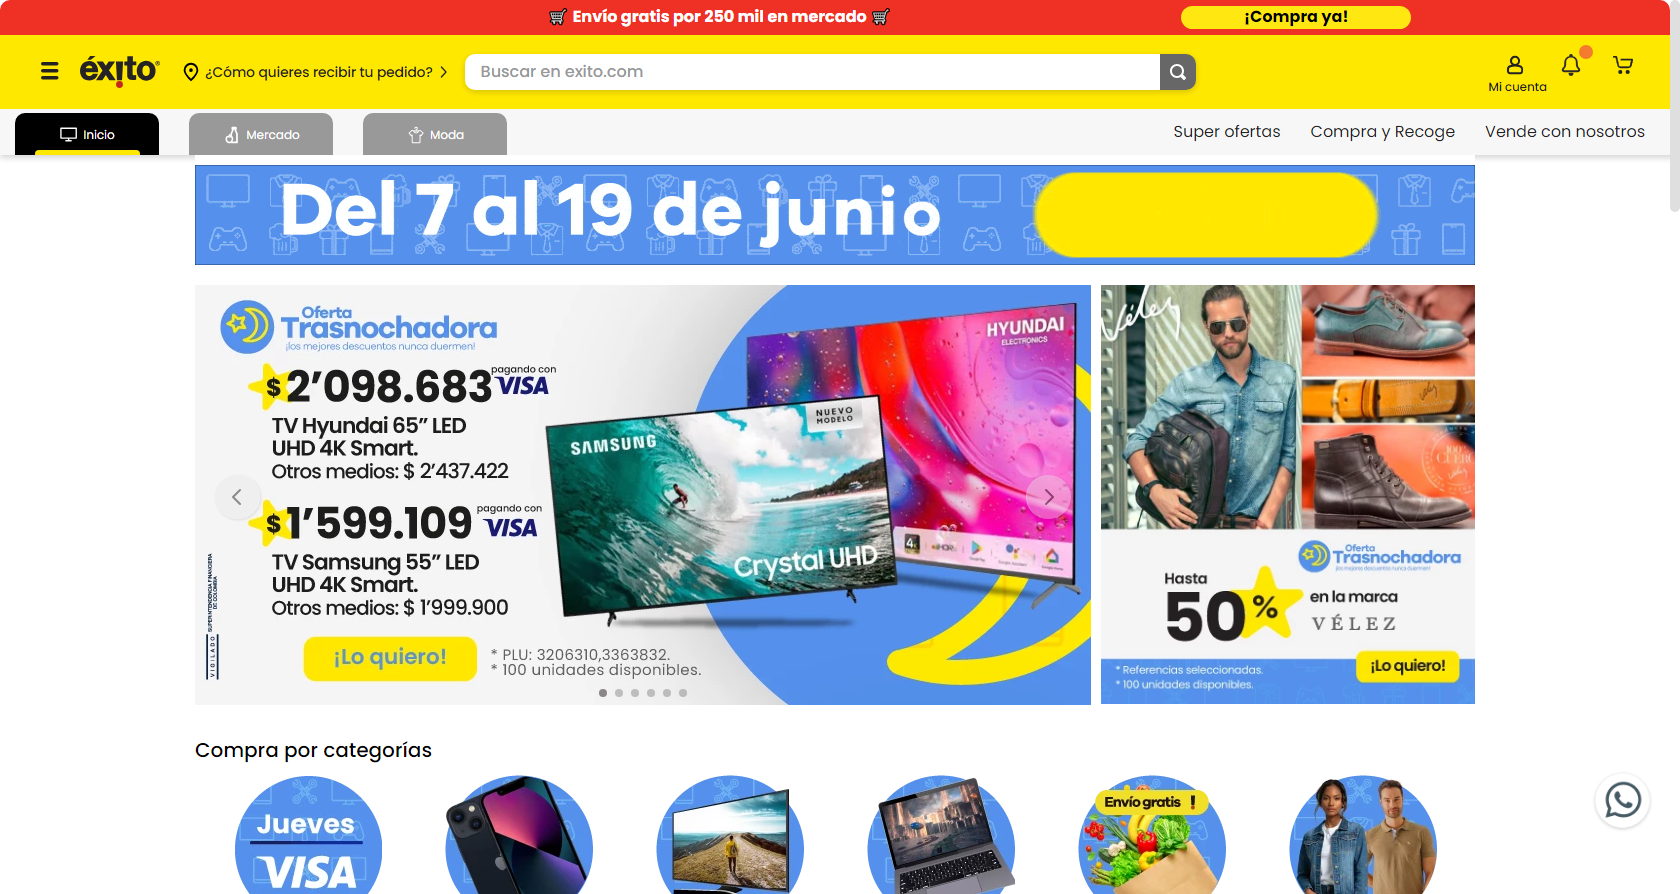 Envío gratis por 250 mil en mercado
¡Compra ya!
éxito
¿Cómo quieres recibir tu pedido?
Buscar en exito.com
Mi cuenta
Inicio
Mercado
Moda
Super ofertas
Compra y Recoge
Vende con nosotros
Del 7 al 19 de junio
Oferta
Trasnochadora
¡los mejores descuentos nunca duermen!
$2’098.683
pagando con
VISA
TV Hyundai 65” LED
UHD 4K Smart.
Otros medios: $ 2’437.422
$1’599.109
pagando con
VISA
TV Samsung 55” LED
UHD 4K Smart.
Otros medios: $ 1’999.900
¡Lo quiero!
* PLU: 3206310,3363832.
* 100 unidades disponibles.
VIGILADO SUPERINTENDENCIA FINANCIERA
DE COLOMBIA
HYUNDAI
ELECTRONICS
SAMSUNG
NUEVO
MODELO
Crystal UHD
4K
Vélez
Oferta
Trasnochadora
¡los mejores descuentos nunca duermen!
Hasta
50%
en la marca
VÉLEZ
¡Lo quiero!
* Referencias seleccionadas.
* 100 unidades disponibles.
Compra por categorías
Jueves
VISA
Envío gratis !